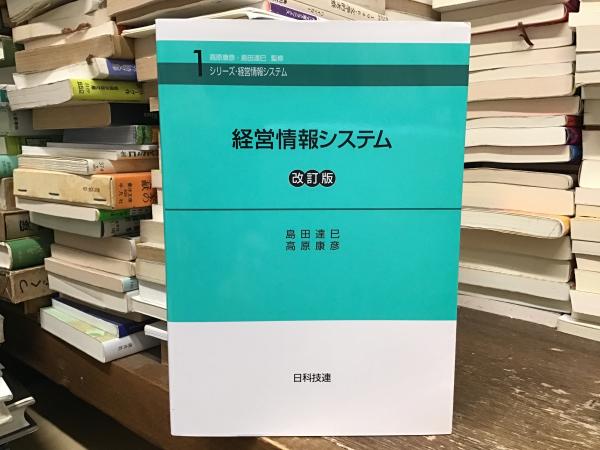 1
高原康彦・島田達巳 監修
シリーズ・経営情報システム
経営情報システム
改訂版
島田達巳
高原康彦
日科技連